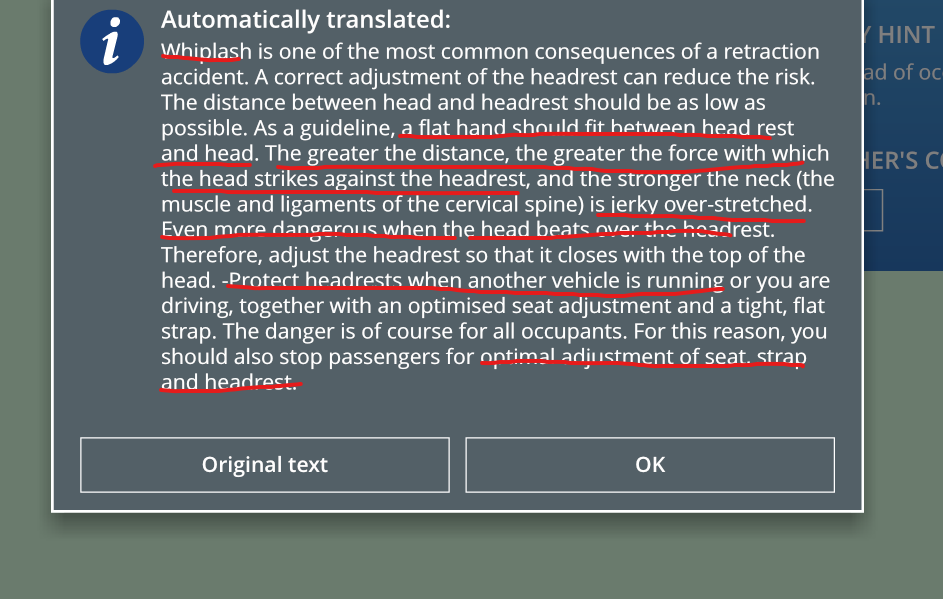 Automatically translated:
Whiplash is one of the most common consequences of a retraction
accident. A correct adjustment of the headrest can reduce the risk.
The distance between head and headrest should be as low as
possible. As a guideline, a flat hand should fit between head rest
and head. The greater the distance, the greater the force with which
the head strikes against the headrest, and the stronger the neck (the
muscle and ligaments of the cervical spine) is jerky over-stretched.
Even more dangerous when the head beats over the headrest.
Therefore, adjust the headrest so that it closes with the top of the
head. -Protect headrests when another vehicle is running or you are
driving, together with an optimised seat adjustment and a tight, flat
strap. The danger is of course for all occupants. For this reason, you
should also stop passengers for optimal adjustment of seat, strap
and headrest.
Original text
OK
HINT
ad of oc-
n.
HER'S CO